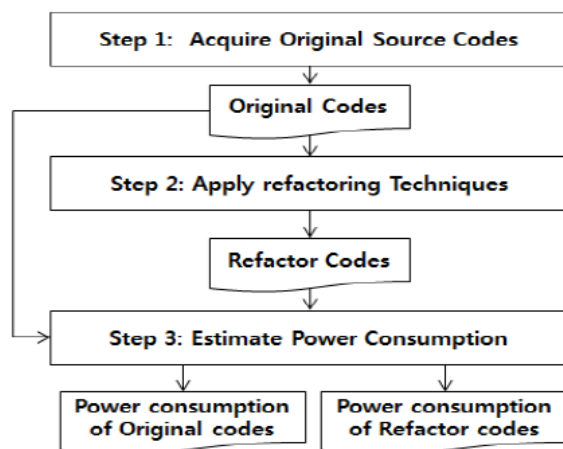 Step 1: Acquire Original Source Codes
Original Codes
Step 2: Apply refactoring Techniques
Refactor Codes
Step 3: Estimate Power Consumption
Power consumption
of Original codes
Power consumption
of Refactor codes